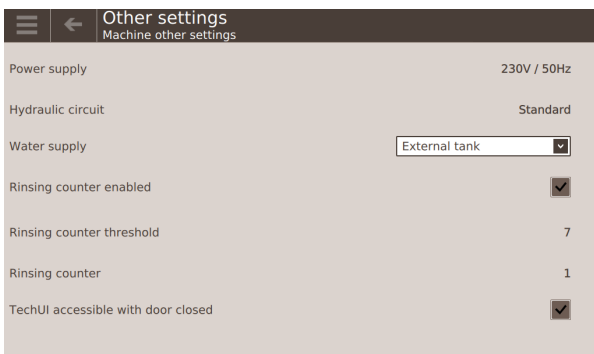 Other settings
Machine other settings
Power supply 230V / 50Hz
Hydraulic circuit Standard
Water supply External tank
Rinsing counter enabled
Rinsing counter threshold 7
Rinsing counter 1
TechUI accessible with door closed